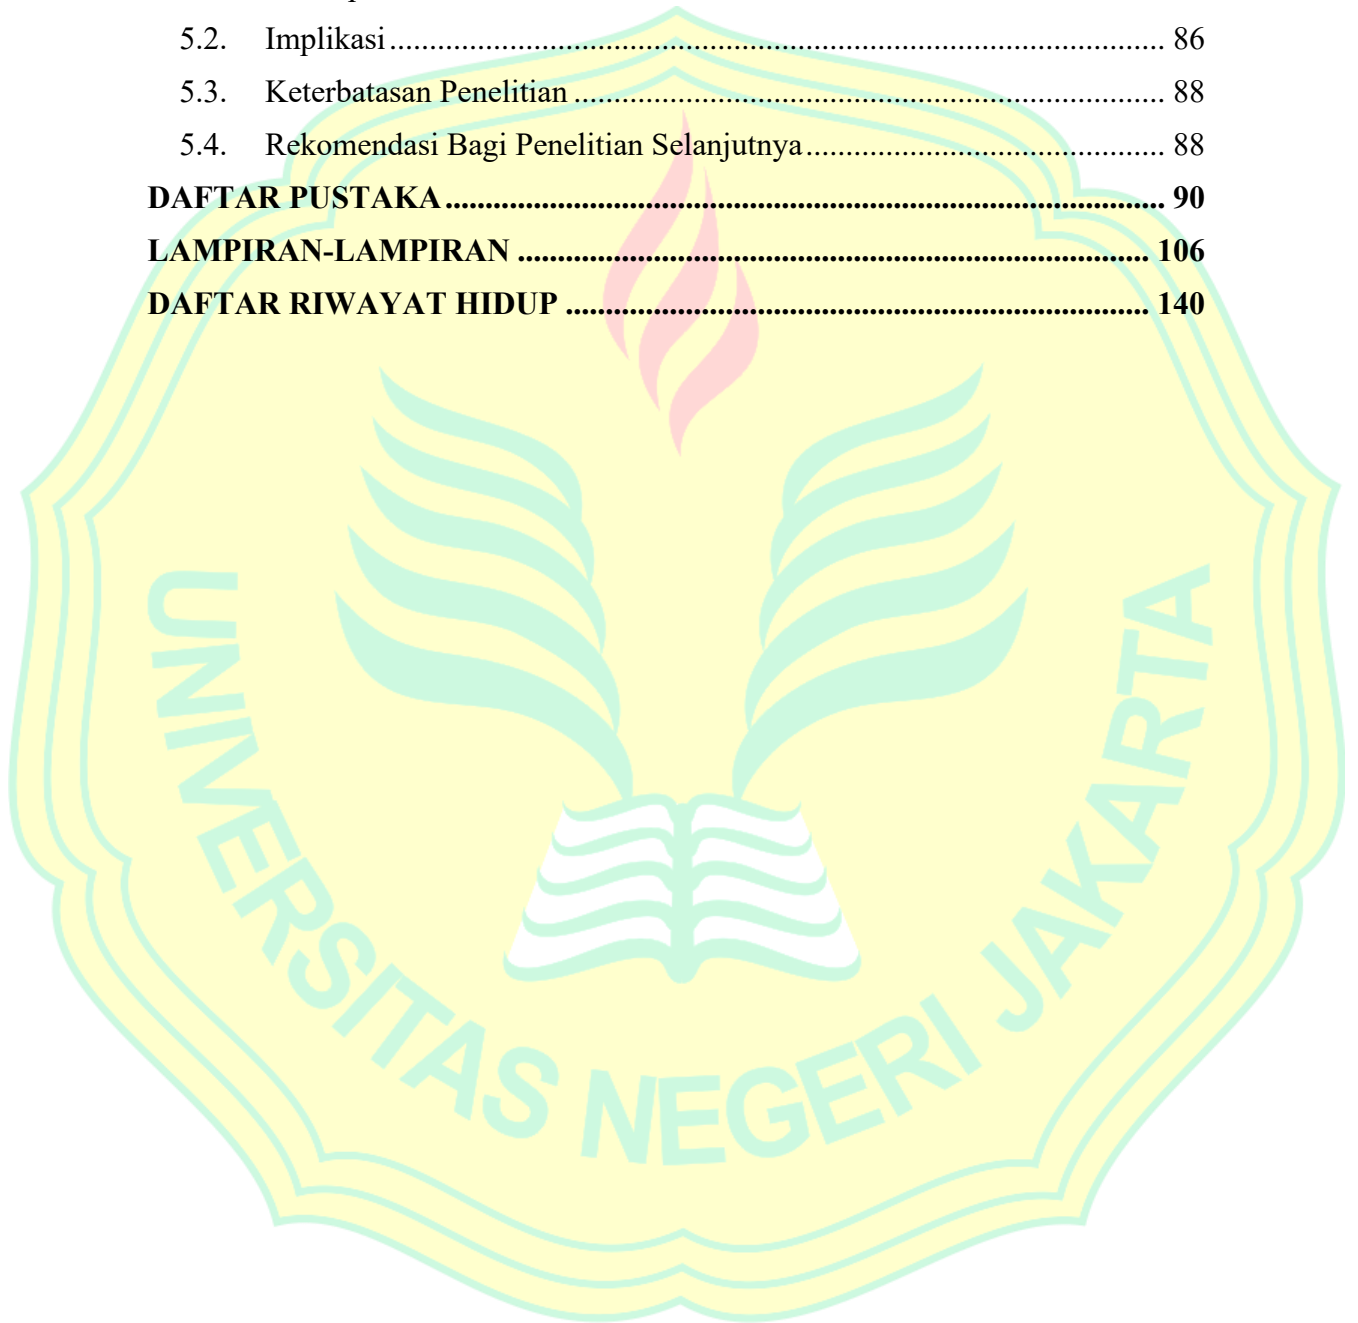 5.2. Implikasi........................................................................................ 86
5.3. Keterbatasan Penelitian ................................................................ 88
5.4. Rekomendasi Bagi Penelitian Selanjutnya...................................... 88
DAFTAR PUSTAKA............................................................................ 90
LAMPIRAN-LAMPIRAN .................................................................... 106
DAFTAR RIWAYAT HIDUP ............................................................... 140
UNIVERSITAS NEGERI JAKARTA